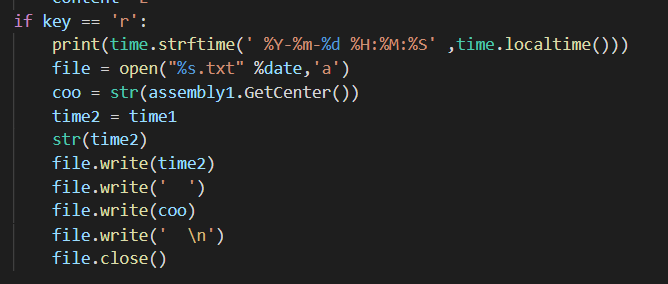 if key == 'r':
    print(time.strftime(' %Y-%m-%d %H:%M:%S' ,time.localtime()))
    file = open("%s.txt" %date,'a')
    coo = str(assembly1.GetCenter())
    time2 = time1
    str(time2)
    file.write(time2)
    file.write('  ')
    file.write(coo)
    file.write('  \n')
    file.close()